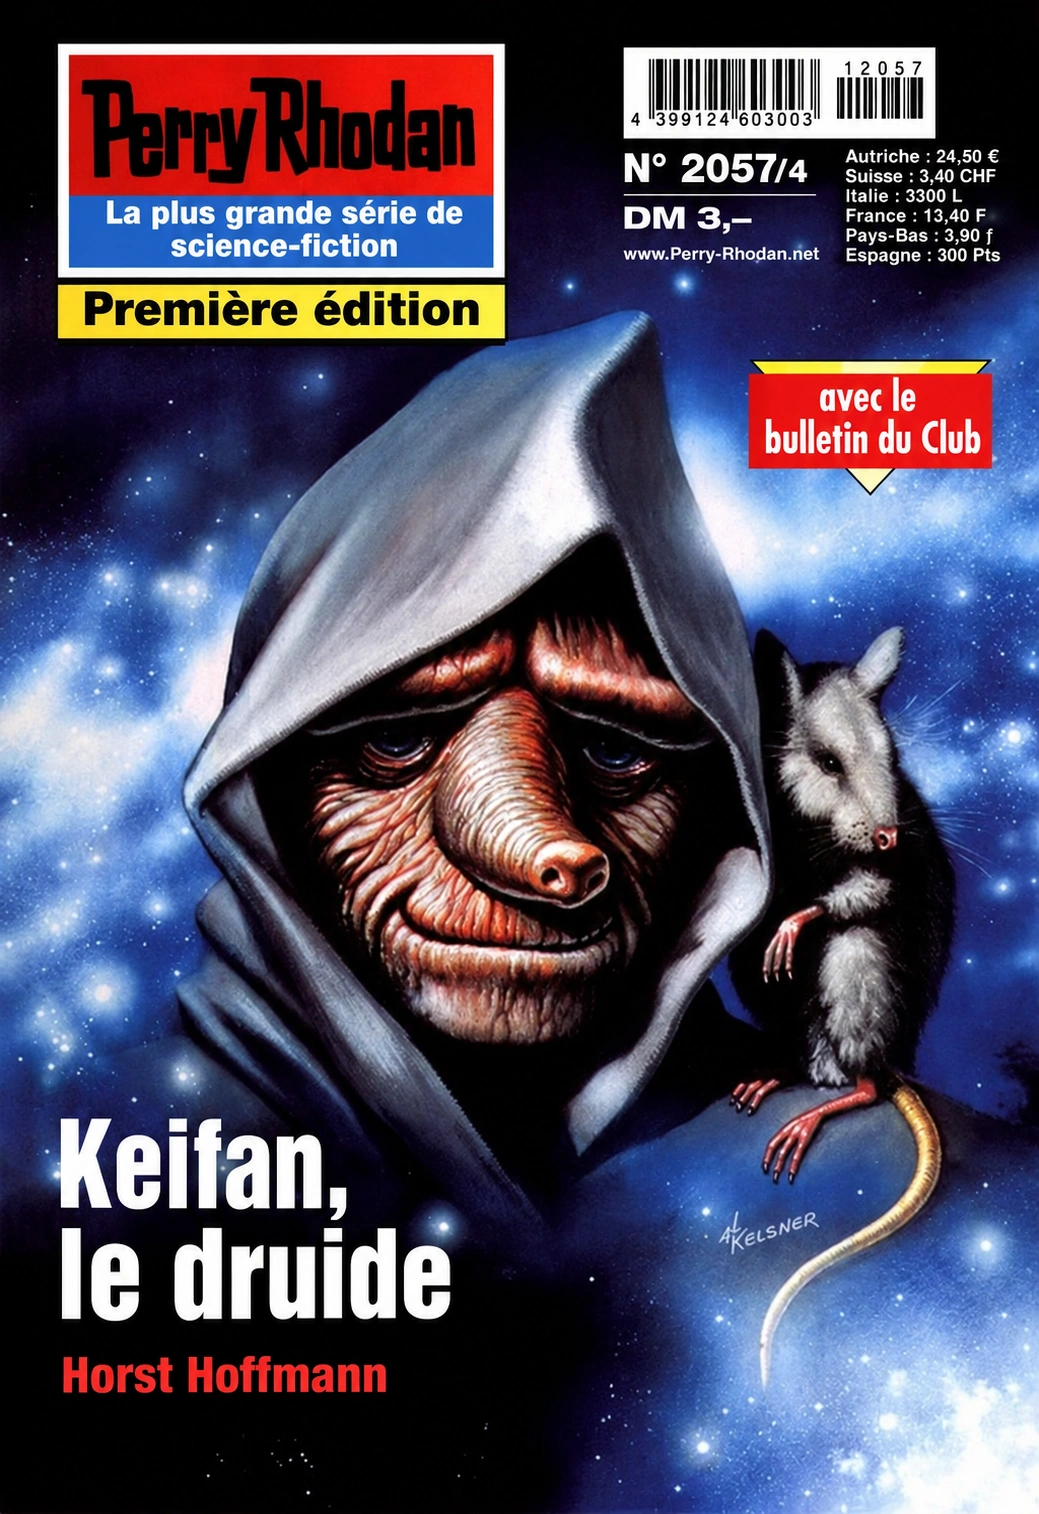 Perry Rhodan
La plus grande série de
science-fiction
Première édition
12057
4 399124 603003
N° 2057/4
DM 3,–
www.Perry-Rhodan.net
Autriche : 24,50 €
Suisse : 3,40 CHF
Italie : 3300 L
France : 13,40 F
Pays-Bas : 3,90 ƒ
Espagne : 300 Pts
avec le
bulletin du Club
Keifan,
le druide
Horst Hoffmann
AL KELSNER